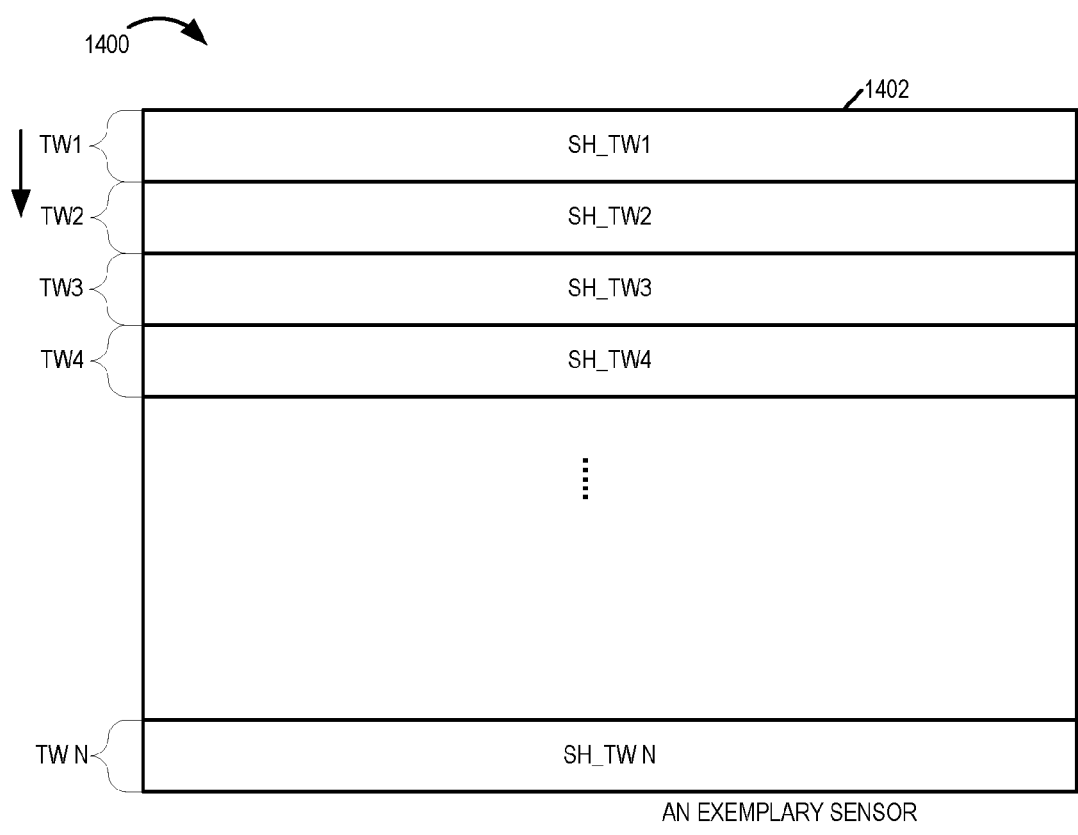 1400
1402
TW1 SH_TW1
TW2 SH_TW2
TW3 SH_TW3
TW4 SH_TW4
TW N SH_TW N
AN EXEMPLARY SENSOR